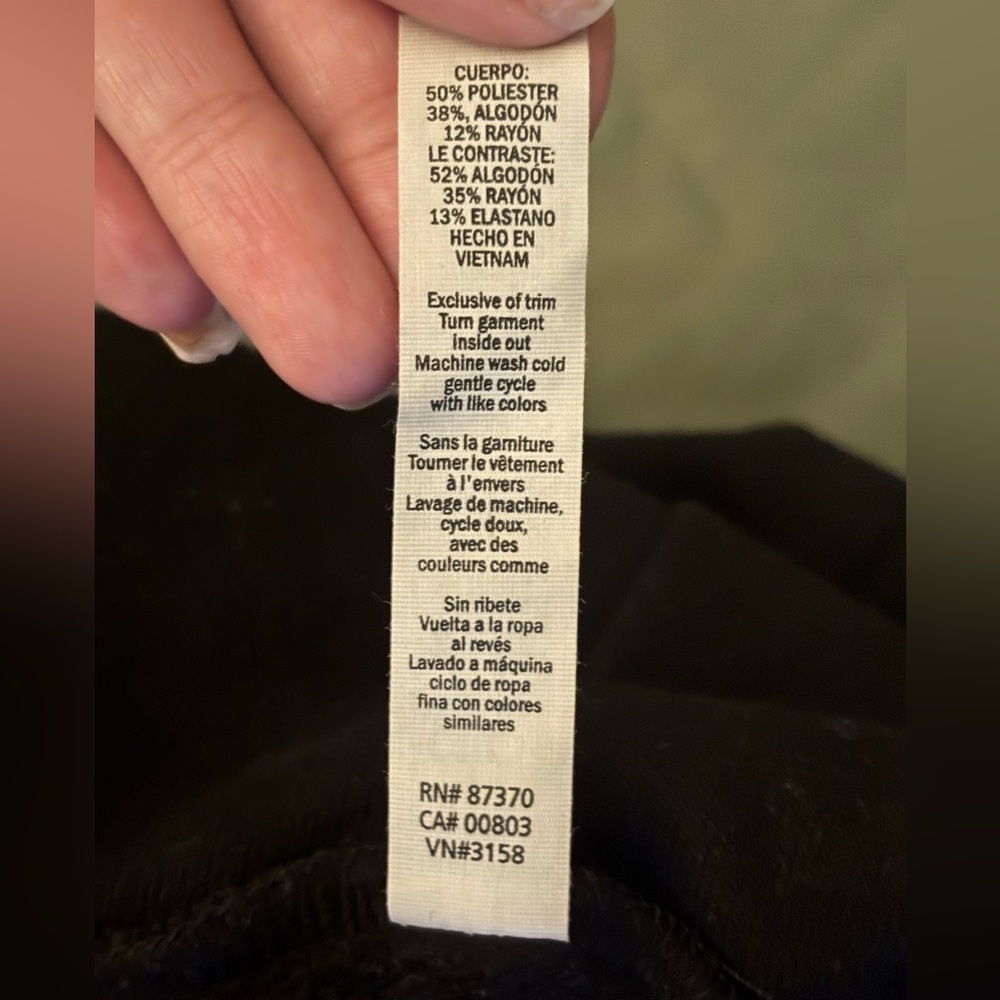 CUERPO:
50% POLIESTER
38%, ALGODÓN
12% RAYÓN
LE CONTRASTE:
52% ALGODÓN
35% RAYÓN
13% ELASTANO
HECHO EN
VIETNAM
Exclusive of trim
Turn garment
inside out
Machine wash cold
gentle cycle
with like colors
Sans la garniture
Tourner le vêtement
à l'envers
Lavage de machine,
cycle doux,
avec des
couleurs comme
Sin ribete
Vuelta a la ropa
al revés
Lavado a máquina
ciclo de ropa
fina con colores
similares
RN# 87370
CA# 00803
VN#3158